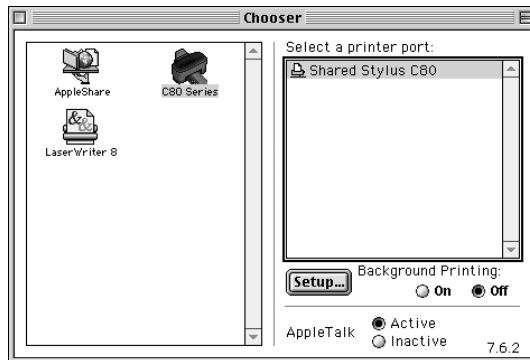 Chooser
AppleShare
C80 Series
LaserWriter 8
Select a printer port:
Shared Stylus C80
Setup...
Background Printing:
On Off
AppleTalk
Active
Inactive
7.6.2